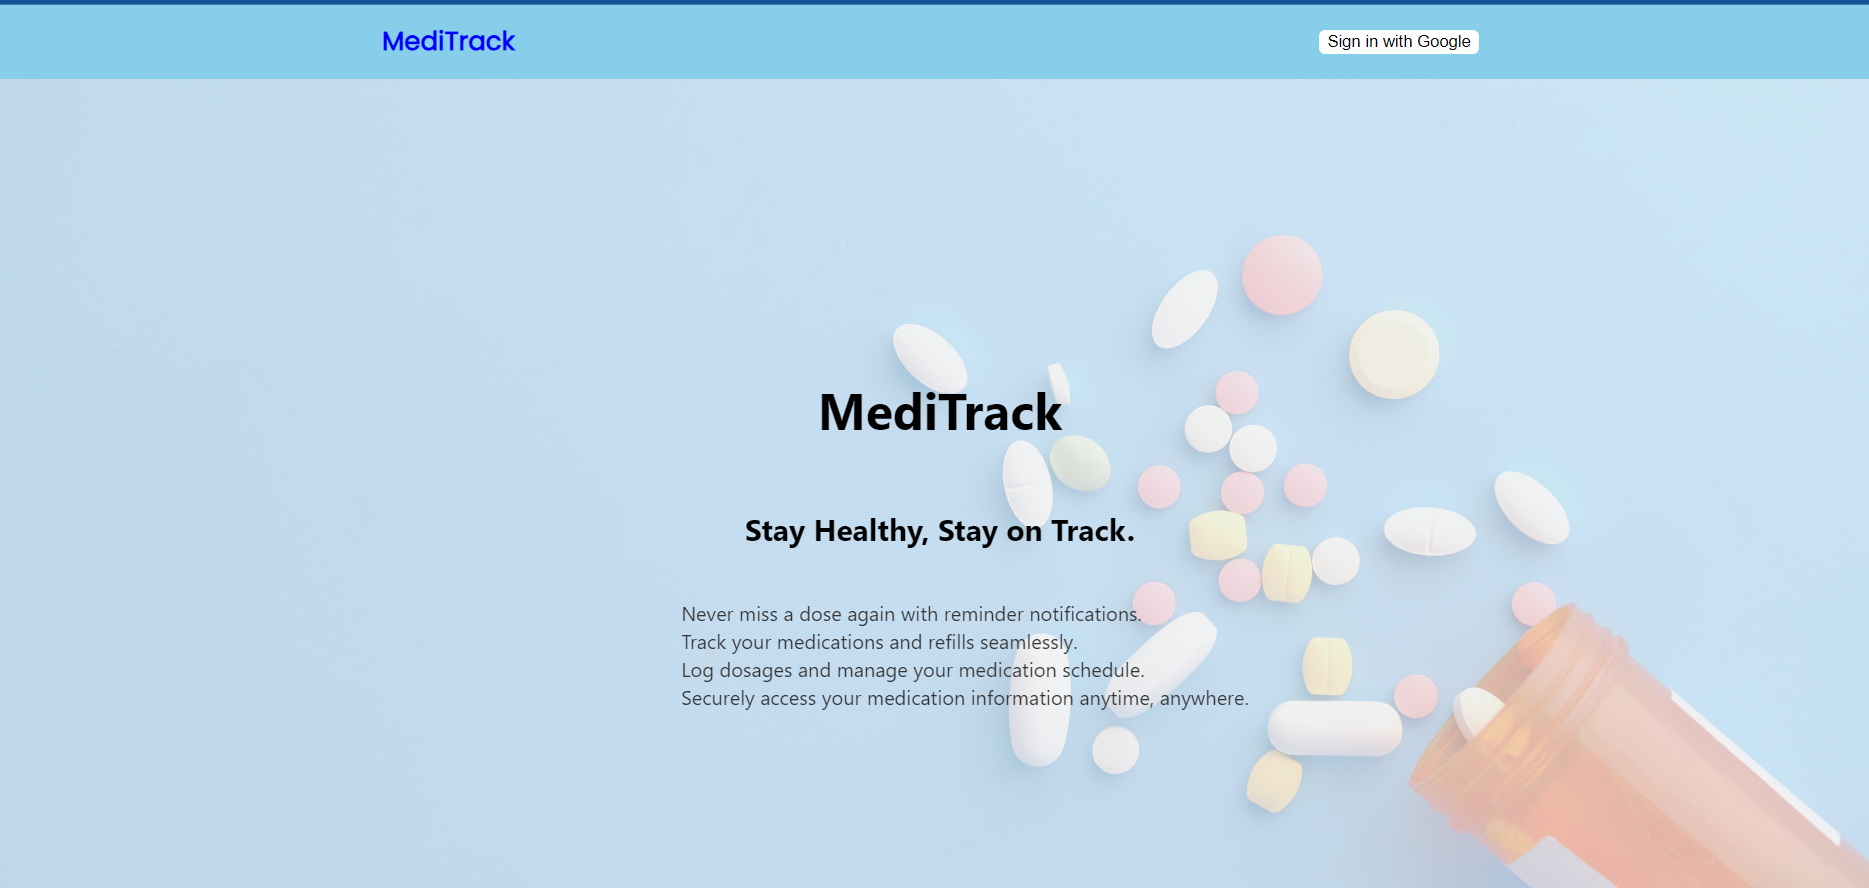 MediTrack
Sign in with Google
MediTrack
Stay Healthy, Stay on Track.
Never miss a dose again with reminder notifications.
Track your medications and refills seamlessly.
Log dosages and manage your medication schedule.
Securely access your medication information anytime, anywhere.